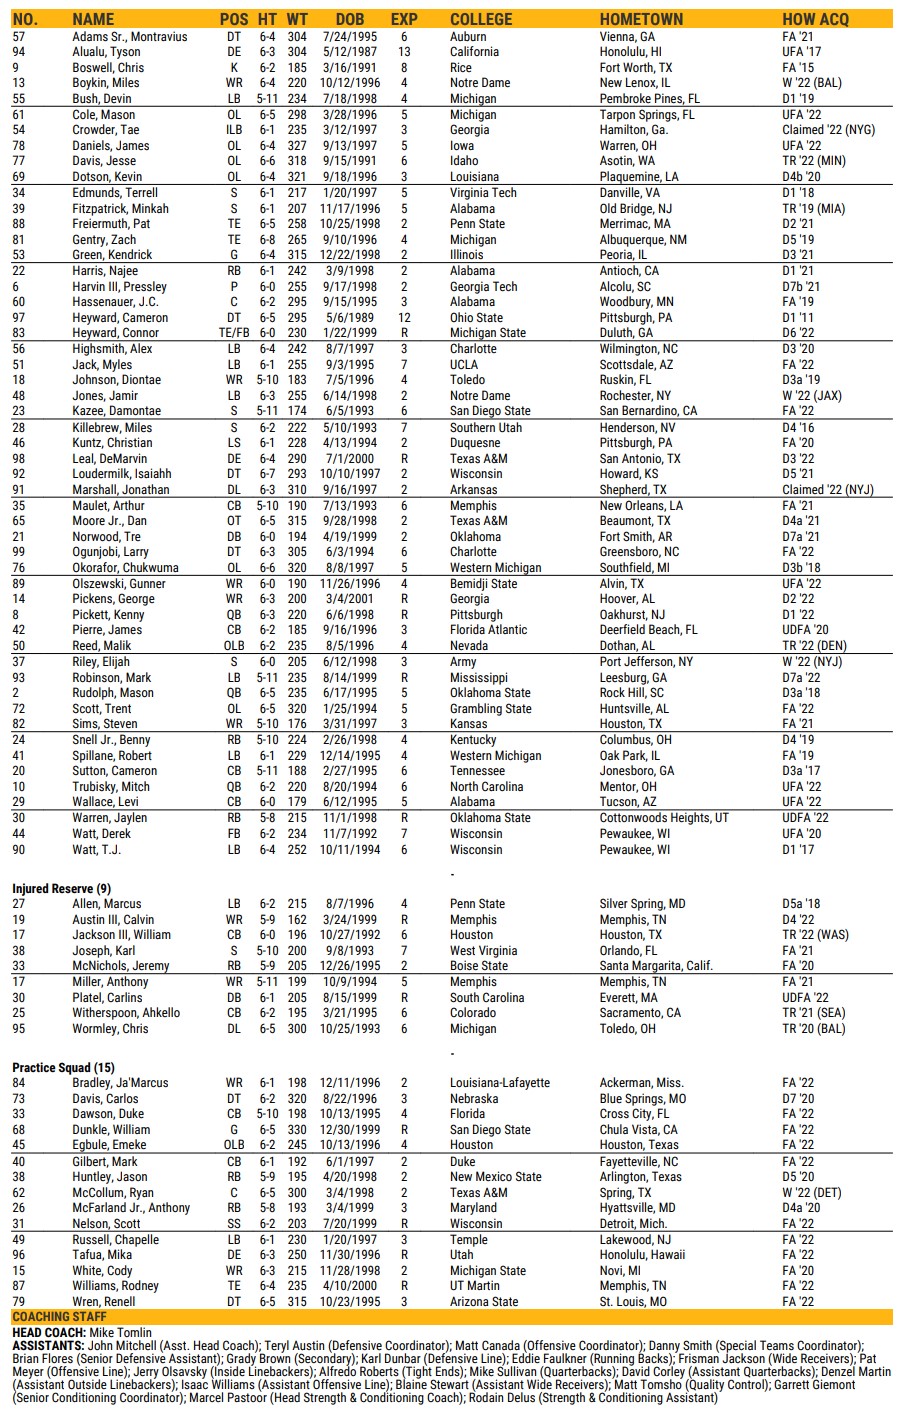 NO. NAME POS HT WT DOB EXP COLLEGE HOMETOWN HOW ACQ
57 Adams Sr., Montravius DT 6-4 304 7/24/1995 6 Auburn Vienna, GA FA '21
94 Alualu, Tyson DE 6-3 304 5/12/1987 13 California Honolulu, HI UFA '17
9 Boswell, Chris K 6-2 185 3/16/1991 8 Rice Fort Worth, TX FA '15
13 Boykin, Miles WR 6-4 220 10/12/1996 4 Notre Dame New Lenox, IL W '22 (BAL)
55 Bush, Devin LB 5-11 234 7/18/1998 4 Michigan Pembroke Pines, FL D1 '19
61 Cole, Mason OL 6-5 298 3/28/1996 5 Michigan Tarpon Springs, FL UFA '22
54 Crowder, Tae ILB 6-1 235 3/12/1997 3 Georgia Hamilton, Ga. Claimed '22 (NYG)
78 Daniels, James OL 6-4 327 9/13/1997 5 Iowa Warren, OH UFA '22
77 Davis, Jesse OL 6-6 318 9/15/1991 6 Idaho Asotin, WA TR '22 (MIN)
69 Dotson, Kevin OL 6-4 321 9/18/1996 3 Louisiana Plaquemine, LA D4b '20
34 Edmunds, Terrell S 6-1 217 1/20/1997 5 Virginia Tech Danville, VA D1 '18
39 Fitzpatrick, Minkah S 6-1 207 11/17/1996 5 Alabama Old Bridge, NJ TR '19 (MIA)
88 Freiermuth, Pat TE 6-5 258 10/25/1998 2 Penn State Merrimac, MA D2 '21
81 Gentry, Zach TE 6-8 265 9/10/1996 4 Michigan Albuquerque, NM D5 '19
53 Green, Kendrick G 6-4 315 12/22/1998 2 Illinois Peoria, IL D3 '21
22 Harris, Najee RB 6-1 242 3/9/1998 2 Alabama Antioch, CA D1 '21
6 Harvin III, Pressley P 6-0 255 9/17/1998 2 Georgia Tech Alcolu, SC D7b '21
60 Hassenauer, J.C. C 6-2 295 9/15/1995 3 Alabama Woodbury, MN FA '19
97 Heyward, Cameron DT 6-5 295 5/6/1989 12 Ohio State Pittsburgh, PA D1 '11
83 Heyward, Connor TE/FB 6-0 230 1/22/1999 R Michigan State Duluth, GA D6 '22
56 Highsmith, Alex LB 6-4 242 8/7/1997 3 Charlotte Wilmington, NC D3 '20
51 Jack, Myles LB 6-1 255 9/3/1995 7 UCLA Scottsdale, AZ FA '22
18 Johnson, Diontae WR 5-10 183 7/5/1996 4 Toledo Ruskin, FL D3a '19
48 Jones, Jamir LB 6-3 255 6/14/1998 2 Notre Dame Rochester, NY W '22 (JAX)
23 Kazee, Damontae S 5-11 174 6/5/1993 6 San Diego State San Bernardino, CA FA '22
28 Killebrew, Miles S 6-2 222 5/10/1993 7 Southern Utah Henderson, NV D4 '16
46 Kuntz, Christian LS 6-1 228 4/13/1994 2 Duquesne Pittsburgh, PA FA '20
98 Leal, DeMarvin DE 6-4 290 7/1/2000 R Texas A&M San Antonio, TX D3 '22
92 Loudermilk, Isaiahh DT 6-7 293 10/10/1997 2 Wisconsin Howard, KS D5 '21
91 Marshall, Jonathan DL 6-3 310 9/16/1997 2 Arkansas Shepherd, TX Claimed '22 (NYJ)
35 Maulet, Arthur CB 5-10 190 7/13/1993 6 Memphis New Orleans, LA FA '21
65 Moore Jr., Dan OT 6-5 315 9/28/1998 2 Texas A&M Beaumont, TX D4a '21
21 Norwood, Tre DB 6-0 194 4/19/1999 2 Oklahoma Fort Smith, AR D7a '21
99 Ogunjobi, Larry DT 6-3 305 6/3/1994 6 Charlotte Greensboro, NC FA '22
76 Okorafor, Chukwuma OL 6-6 320 8/8/1997 5 Western Michigan Southfield, MI D3b '18
89 Olszewski, Gunner WR 6-0 190 11/26/1996 4 Bemidji State Alvin, TX UFA '22
14 Pickens, George WR 6-3 200 3/4/2001 R Georgia Hoover, AL D2 '22
8 Pickett, Kenny QB 6-3 220 6/6/1998 R Pittsburgh Oakhurst, NJ D1 '22
42 Pierre, James CB 6-2 185 9/16/1996 3 Florida Atlantic Deerfield Beach, FL UDFA '20
50 Reed, Malik OLB 6-2 235 8/5/1996 4 Nevada Dothan, AL TR '22 (DEN)
37 Riley, Elijah S 6-0 205 6/12/1998 3 Army Port Jefferson, NY W '22 (NYJ)
93 Robinson, Mark LB 5-11 235 8/14/1999 R Mississippi Leesburg, GA D7a '22
2 Rudolph, Mason QB 6-5 235 6/17/1995 5 Oklahoma State Rock Hill, SC D3a '18
72 Scott, Trent OL 6-5 320 1/25/1994 5 Grambling State Huntsville, AL FA '22
82 Sims, Steven WR 5-10 176 3/31/1997 3 Kansas Houston, TX FA '21
24 Snell Jr., Benny RB 5-10 224 2/26/1998 4 Kentucky Columbus, OH D4 '19
41 Spillane, Robert LB 6-1 229 12/14/1995 4 Western Michigan Oak Park, IL FA '19
20 Sutton, Cameron CB 5-11 188 2/27/1995 6 Tennessee Jonesboro, GA D3a '17
10 Trubisky, Mitch QB 6-2 220 8/20/1994 6 North Carolina Mentor, OH UFA '22
29 Wallace, Levi CB 6-0 179 6/12/1995 5 Alabama Tucson, AZ UFA '22
30 Warren, Jaylen RB 5-8 215 11/1/1998 R Oklahoma State Cottonwoods Heights, UT UDFA '22
44 Watt, Derek FB 6-2 234 11/7/1992 7 Wisconsin Pewaukee, WI UFA '20
90 Watt, T.J. LB 6-4 252 10/11/1994 6 Wisconsin Pewaukee, WI D1 '17
-
Injured Reserve (9)
27 Allen, Marcus LB 6-2 215 8/7/1996 4 Penn State Silver Spring, MD D5a '18
19 Austin III, Calvin WR 5-9 162 3/24/1999 R Memphis Memphis, TN D4 '22
17 Jackson III, William CB 6-0 196 10/27/1992 6 Houston Houston, TX TR '22 (WAS)
38 Joseph, Karl S 5-10 200 9/8/1993 7 West Virginia Orlando, FL FA '21
33 McNichols, Jeremy RB 5-9 205 12/26/1995 2 Boise State Santa Margarita, Calif. FA '20
17 Miller, Anthony WR 5-11 199 10/9/1994 5 Memphis Memphis, TN FA '21
30 Platel, Carlins DB 6-1 205 8/15/1999 R South Carolina Everett, MA UDFA '22
25 Witherspoon, Ahkello CB 6-2 195 3/21/1995 6 Colorado Sacramento, CA TR '21 (SEA)
95 Wormley, Chris DL 6-5 300 10/25/1993 6 Michigan Toledo, OH TR '20 (BAL)
-
Practice Squad (15)
84 Bradley, Ja'Marcus WR 6-1 198 12/11/1996 2 Louisiana-Lafayette Ackerman, Miss. FA '22
73 Davis, Carlos DT 6-2 320 8/22/1996 3 Nebraska Blue Springs, MO D7 '20
33 Dawson, Duke CB 5-10 198 10/13/1995 4 Florida Cross City, FL FA '22
68 Dunkle, William G 6-5 330 12/30/1999 R San Diego State Chula Vista, CA FA '22
45 Egbule, Emeke OLB 6-2 245 10/13/1996 4 Houston Houston, Texas FA '22
40 Gilbert, Mark CB 6-1 192 6/1/1997 2 Duke Fayetteville, NC FA '22
38 Huntley, Jason RB 5-9 195 4/20/1998 2 New Mexico State Arlington, Texas D5 '20
62 McCollum, Ryan C 6-5 300 3/4/1998 2 Texas A&M Spring, TX W '22 (DET)
26 McFarland Jr., Anthony RB 5-8 193 3/4/1999 3 Maryland Hyattsville, MD D4a '20
31 Nelson, Scott SS 6-2 203 7/20/1999 R Wisconsin Detroit, Mich. FA '22
49 Russell, Chapelle LB 6-1 230 1/20/1997 3 Temple Lakewood, NJ FA '22
96 Tafua, Mika DE 6-3 250 11/30/1996 R Utah Honolulu, Hawaii FA '22
15 White, Cody WR 6-3 215 11/28/1998 2 Michigan State Novi, MI FA '20
87 Williams, Rodney TE 6-4 235 4/10/2000 R UT Martin Memphis, TN FA '22
79 Wren, Renell DT 6-5 315 10/23/1995 3 Arizona State St. Louis, MO FA '22
COACHING STAFF
HEAD COACH: Mike Tomlin
ASSISTANTS: John Mitchell (Asst. Head Coach); Teryl Austin (Defensive Coordinator); Matt Canada (Offensive Coordinator); Danny Smith (Special Teams Coordinator);
Brian Flores (Senior Defensive Assistant); Grady Brown (Secondary); Karl Dunbar (Defensive Line); Eddie Faulkner (Running Backs); Frisman Jackson (Wide Receivers); Pat
Meyer (Offensive Line); Jerry Olsavsky (Inside Linebackers); Alfredo Roberts (Tight Ends); Mike Sullivan (Quarterbacks); David Corley (Assistant Quarterbacks); Denzel Martin
(Assistant Outside Linebackers); Isaac Williams (Assistant Offensive Line); Blaine Stewart (Assistant Wide Receivers); Matt Tomsho (Quality Control); Garrett Giemont
(Senior Conditioning Coordinator); Marcel Pastoor (Head Strength & Conditioning Coach); Rodain Delus (Strength & Conditioning Assistant)